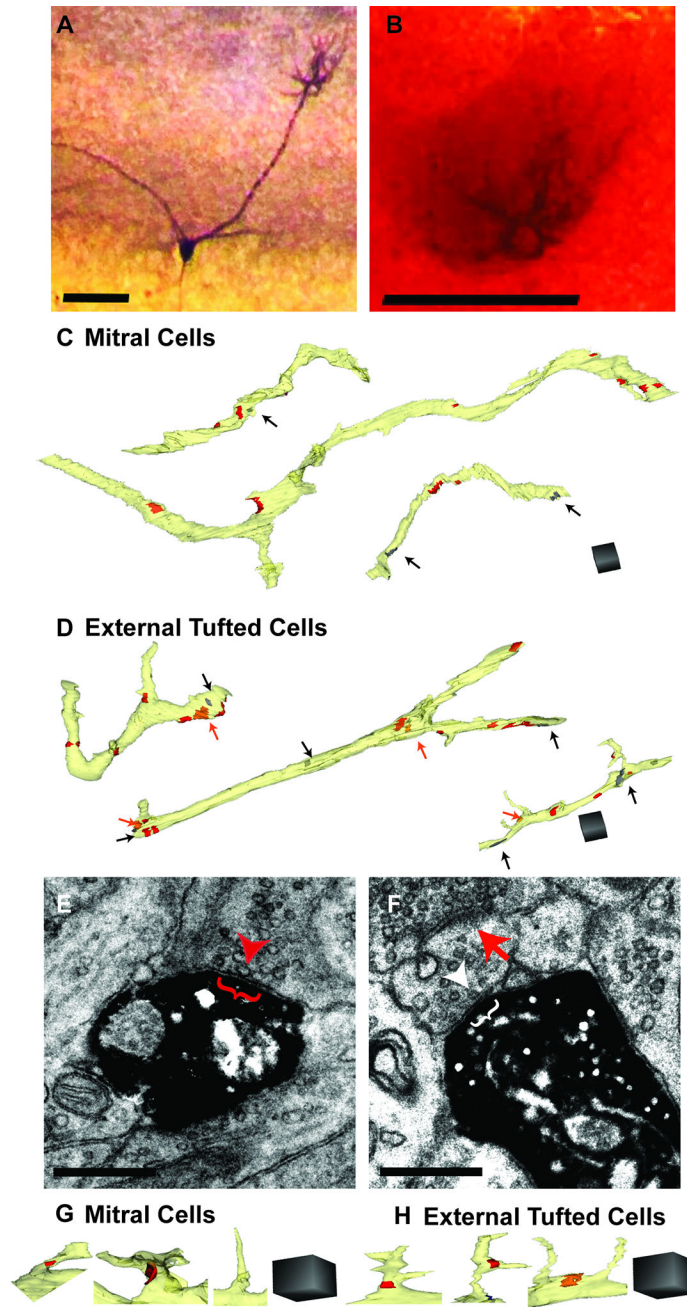 A
B
C Mitral Cells
D External Tufted Cells
E
F
G Mitral Cells
H External Tufted Cells